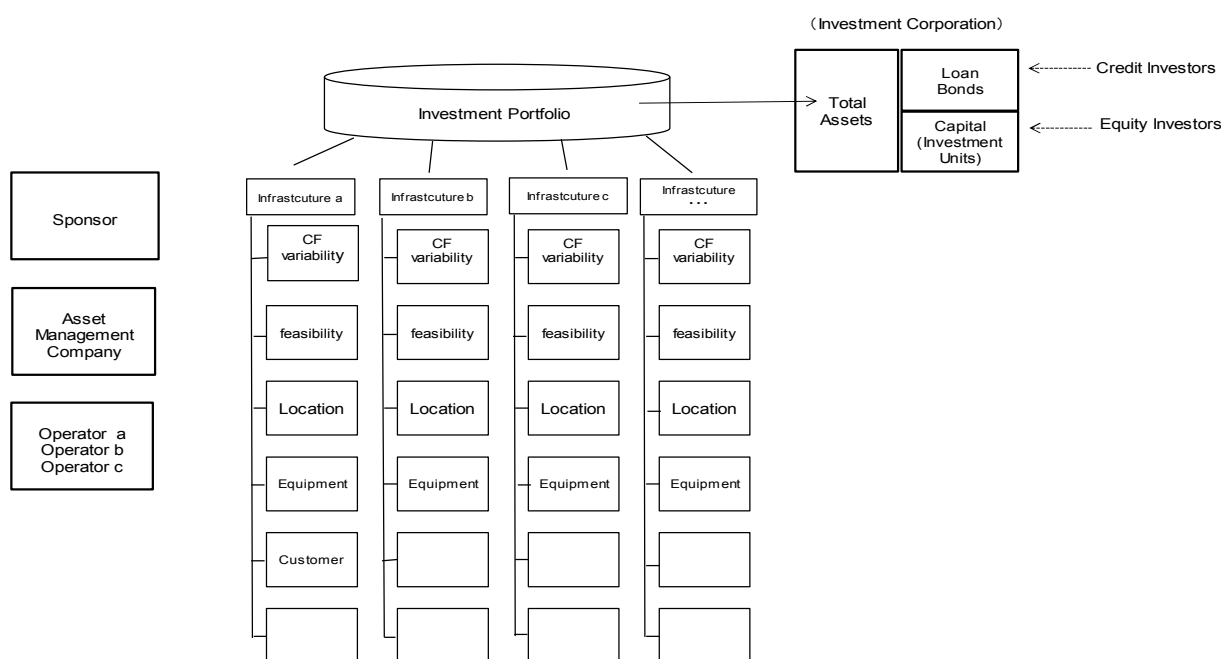 （Investment Corporation）
Total
Assets
Loan
Bonds
Capital
(Investment
Units)
Credit Investors
Equity Investors
Investment Portfolio
Sponsor
Asset
Management
Company
Operator a
Operator b
Operator c
Infrastcuture a
CF
variability
feasibility
Location
Equipment
Customer
Infrastcuture b
CF
variability
feasibility
Location
Equipment
Infrastcuture c
CF
variability
feasibility
Location
Equipment
Infrastcuture
･･･
CF
variability
feasibility
Location
Equipment